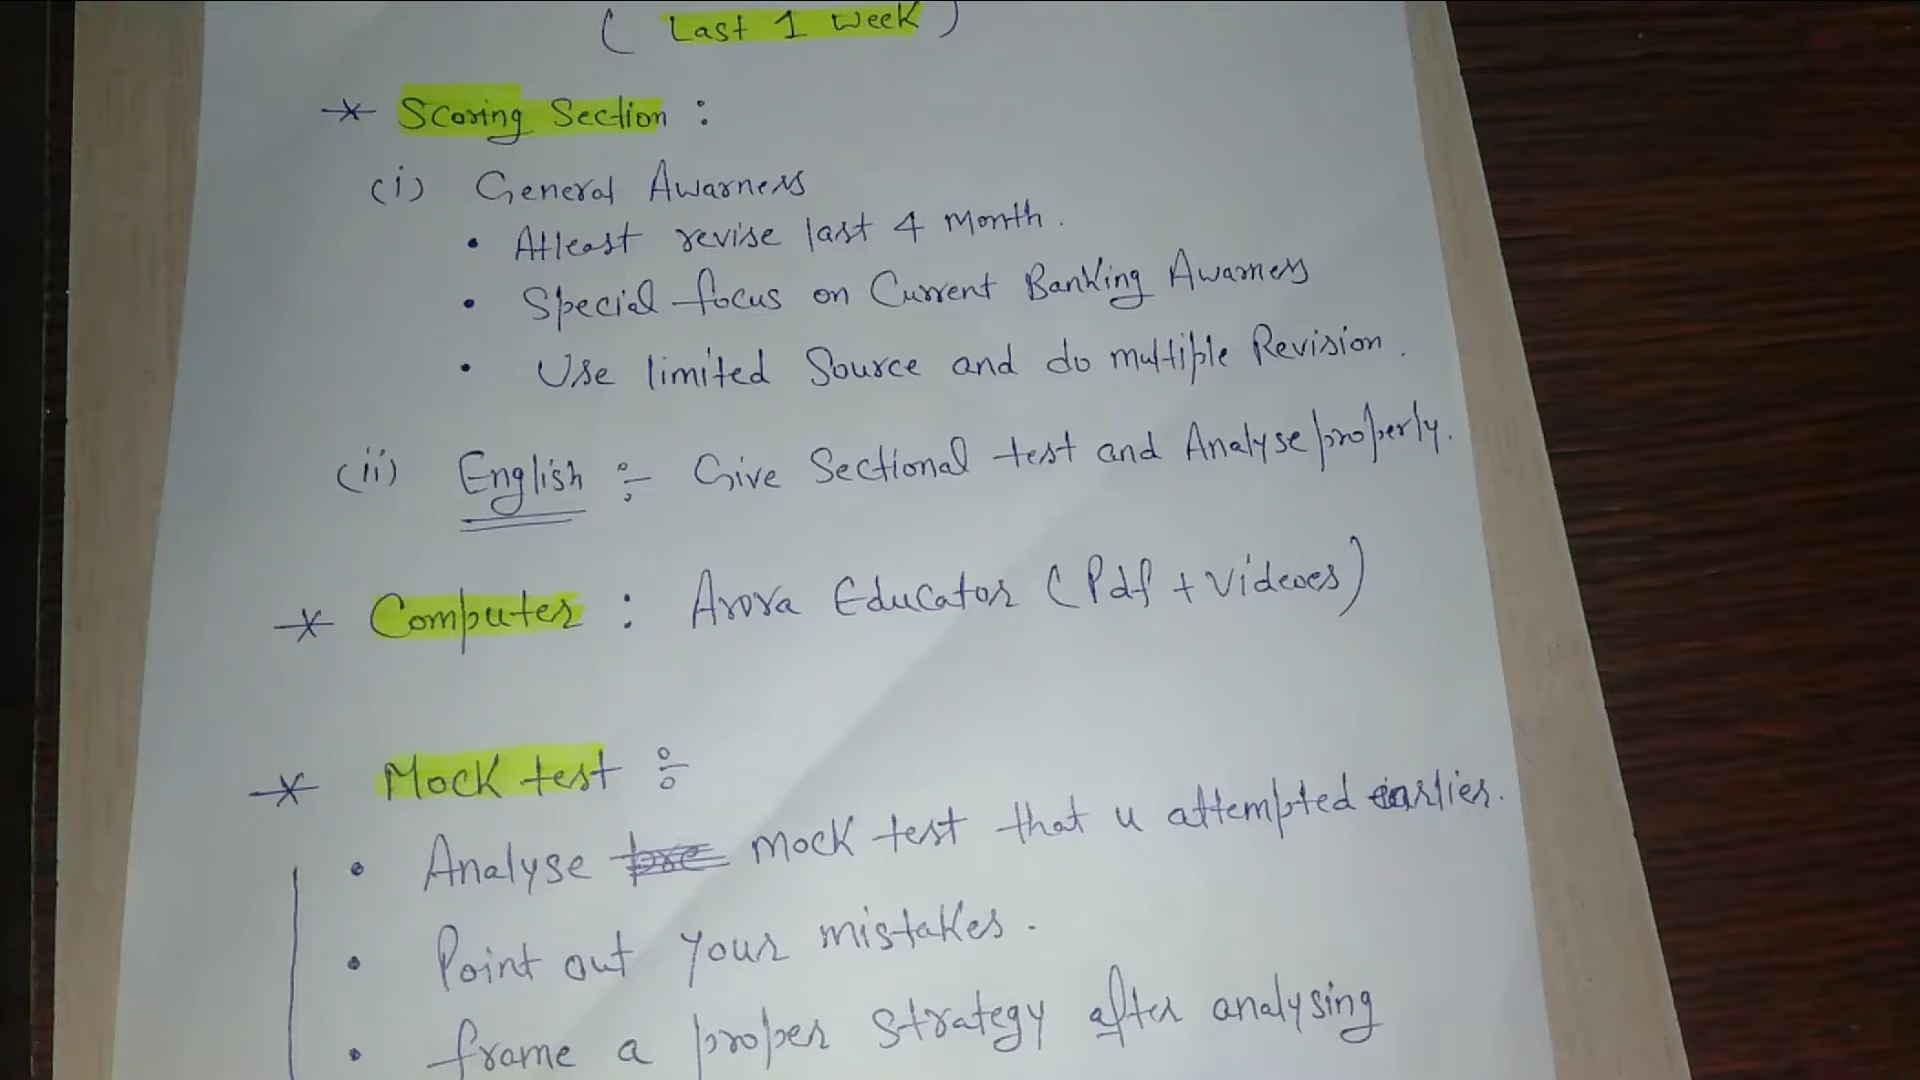 ( Last 1 week )
* Scoring Section :
(i) General Awarness
• Atleast revise last 4 Month.
• Special focus on Current Banking Awarness
• Use limited Source and do multiple Revision.
(ii) English ÷ Give Sectional test and Analyse properly.
* Computer : Arora Educator (Pdf + Videoes)
* Mock test ÷
• Analyse Mock test that u attempted earlier.
• Point out your mistakes.
• frame a proper strategy after analysing